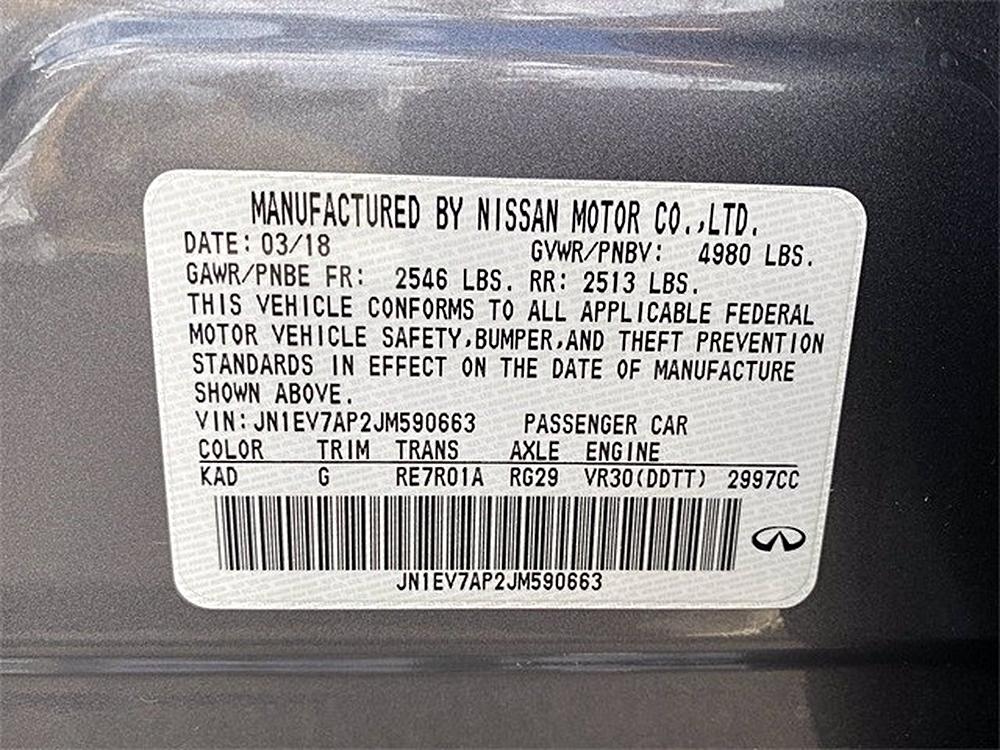 MANUFACTURED BY NISSAN MOTOR CO.,LTD.
DATE: 03/18 GVWR/PNBV: 4980 LBS.
GAWR/PNBE FR: 2546 LBS. RR: 2513 LBS.
THIS VEHICLE CONFORMS TO ALL APPLICABLE FEDERAL
MOTOR VEHICLE SAFETY,BUMPER,AND THEFT PREVENTION
STANDARDS IN EFFECT ON THE DATE OF MANUFACTURE
SHOWN ABOVE.
VIN:JN1EV7AP2JM590663 PASSENGER CAR
COLOR TRIM TRANS AXLE ENGINE
KAD G RE7R01A RG29 VR30(DDTT) 2997CC
JN1EV7AP2JM590663